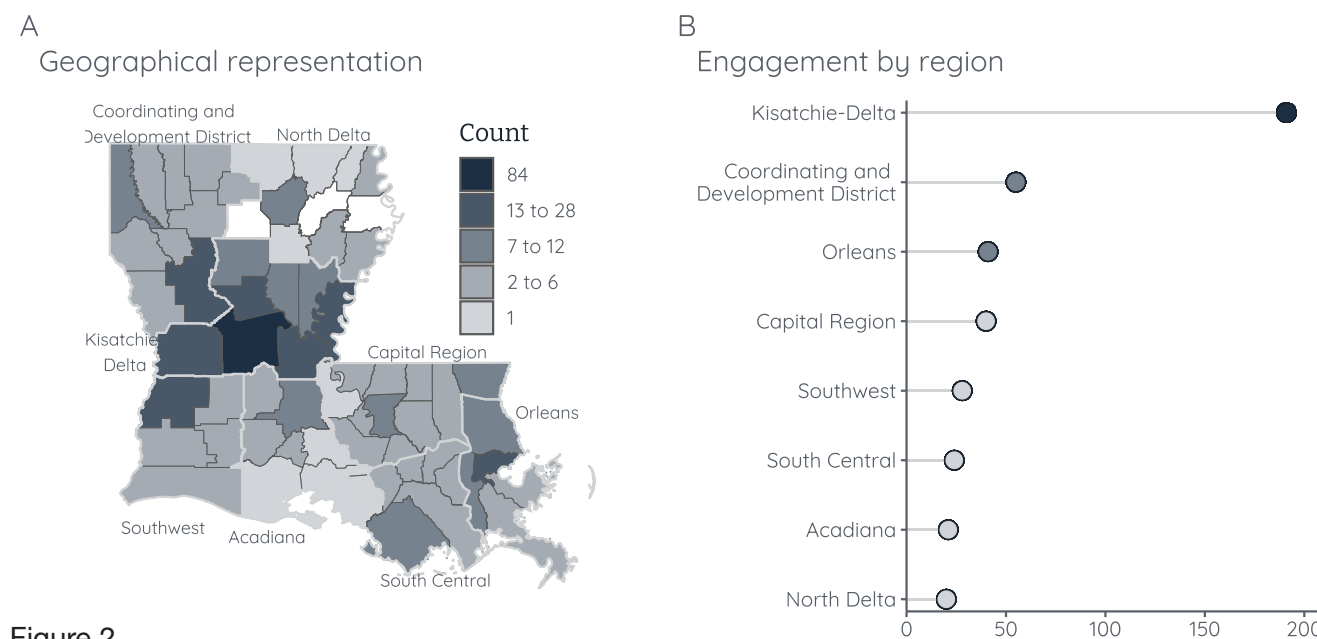 A
Geographical representation
Coordinating and
Development District
North Delta
Kisatchie
Delta
Capital Region
Orleans
Southwest
Acadiana
South Central
Count
84
13 to 28
7 to 12
2 to 6
1
B
Engagement by region
Kisatchie-Delta
Coordinating and
Development District
Orleans
Capital Region
Southwest
South Central
Acadiana
North Delta
0
50
100
150
200
Figure 2